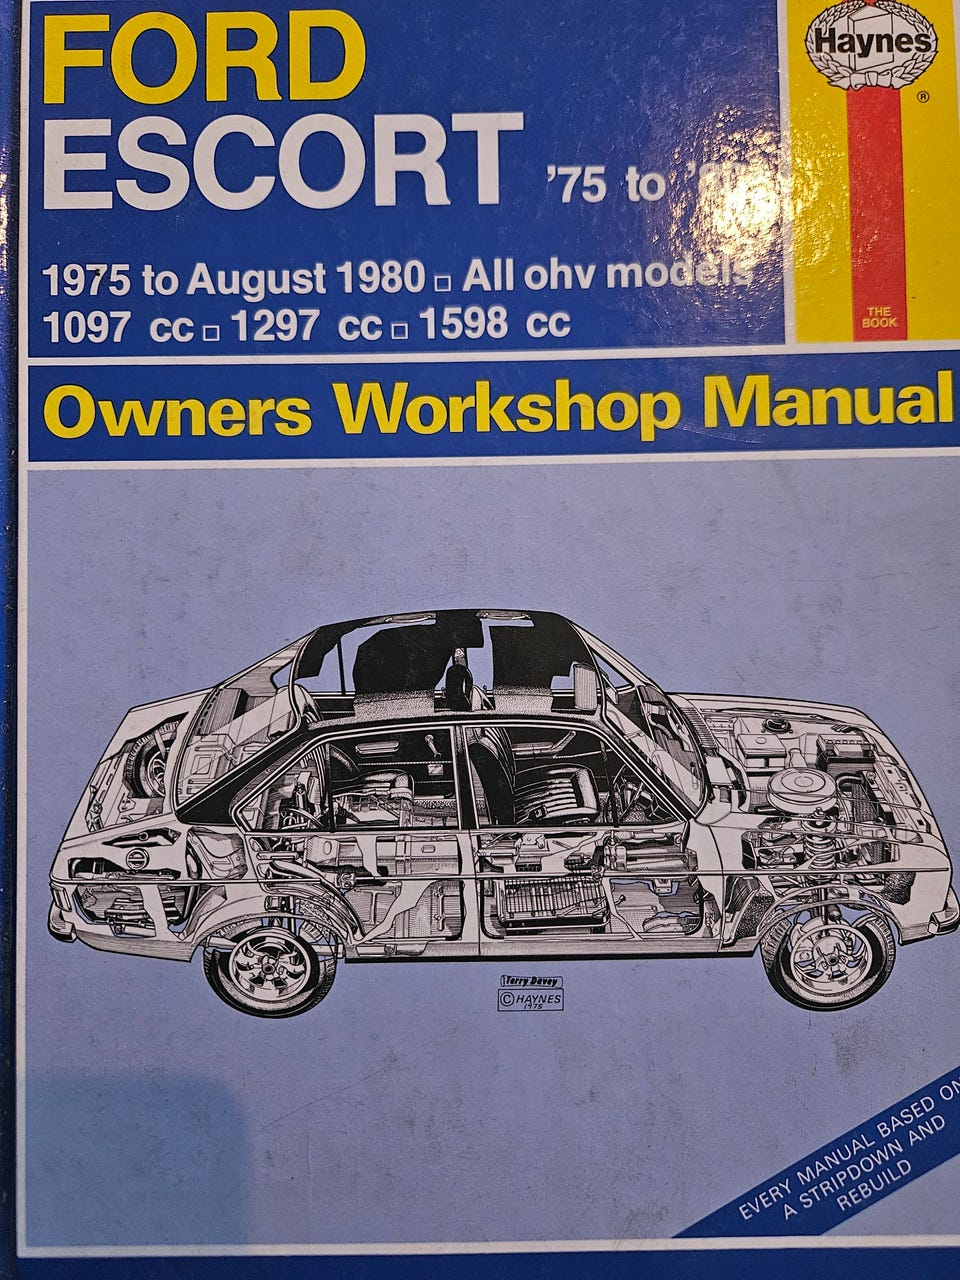 FORD
Haynes
®
ESCORT '75 to
1975 to August 1980 □ All ohv models
1097 cc □ 1297 cc □ 1598 cc
THE
BOOK
Owners Workshop Manual
Terry Davey
© HAYNES
1975
EVERY MANUAL BASED ON
A STRIPDOWN AND
REBUILD